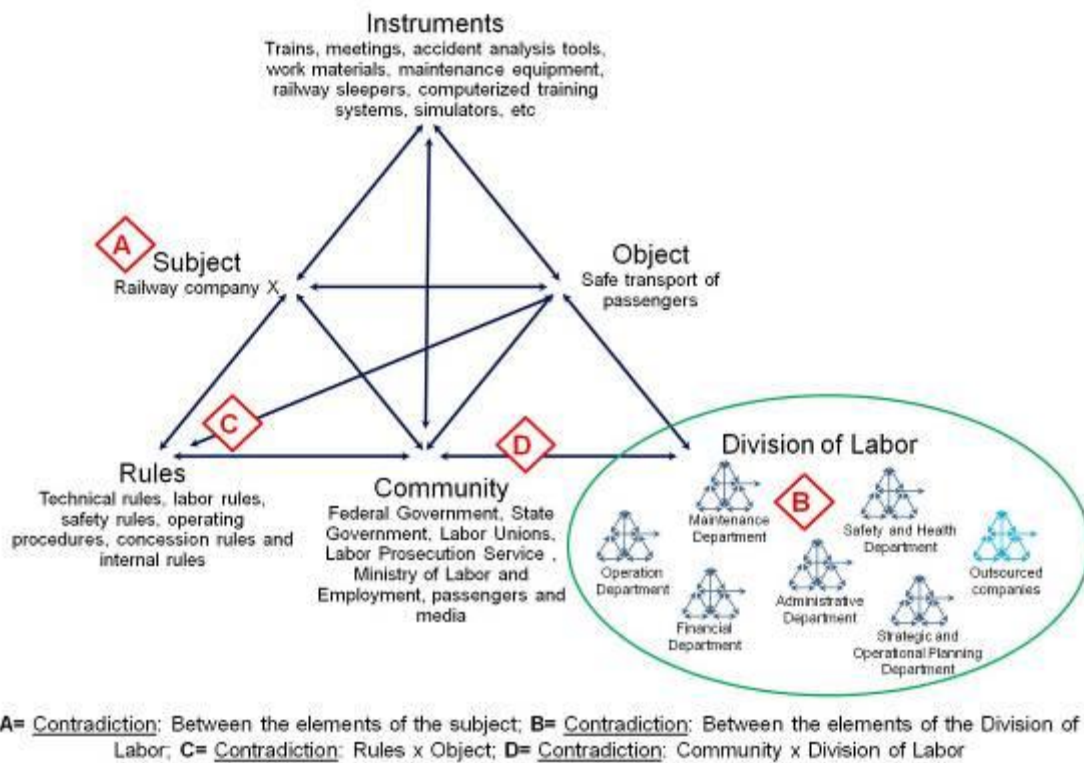 Instruments
Trains, meetings, accident analysis tools,
work materials, maintenance equipment,
railway sleepers, computerized training
systems, simulators, etc
A
Subject
Railway company X
Object
Safe transport of
passengers
C
Rules
Technical rules, labor rules,
safety rules, operating
procedures, concession rules and
internal rules
Community
Federal Government, State
Government, Labor Unions,
Labor Prosecution Service ,
Ministry of Labor and
Employment, passengers and
media
D
Division of Labor
B
Maintenance
Department
Safety and Health
Department
Operation
Department
Administrative
Department
Outsourced
companies
Financial
Department
Strategic and
Operational Planning
Department
A= Contradiction: Between the elements of the subject; B= Contradiction: Between the elements of the Division of
Labor; C= Contradiction: Rules x Object; D= Contradiction: Community x Division of Labor